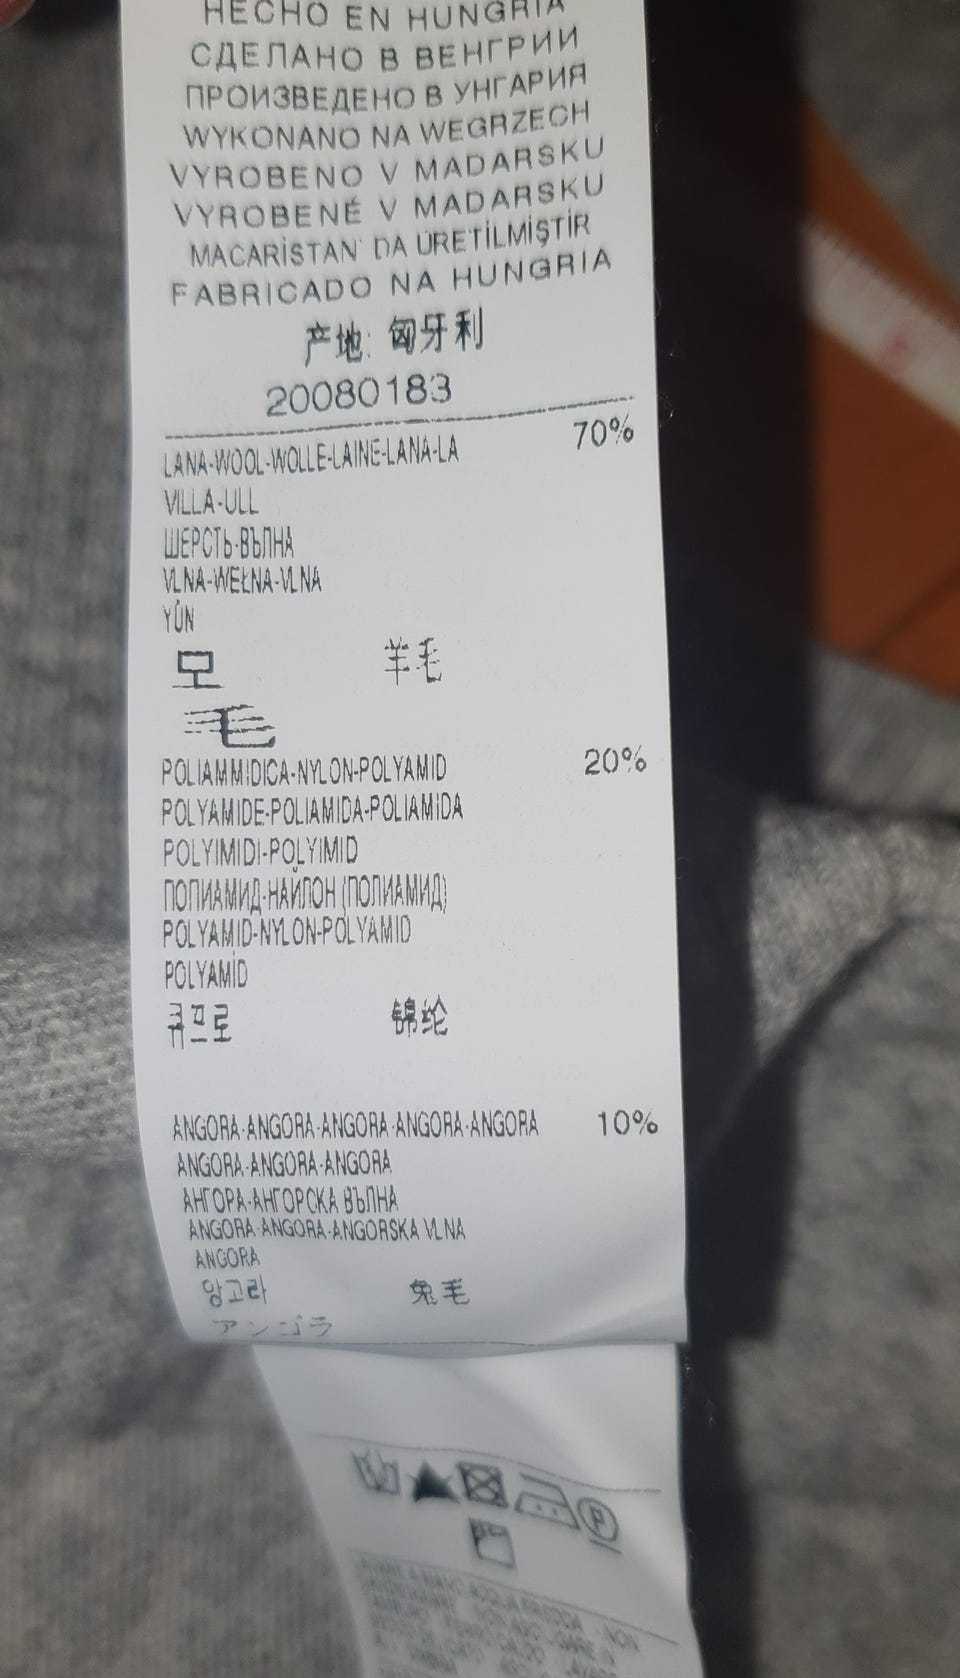 HECHO EN HUNGRIA
СДЕЛАНО В ВЕНГРИИ
ПРОИЗВЕДЕНО В УНГАРИЯ
WYKONANO NA WEGRZECH
VYROBENO V MADARSKU
VYROBENÉ V MADARSKU
MACARİSTAN' DA ÜRETİLMİŞTİR
FABRICADO NA HUNGRIA
产地: 匈牙利
20080183
LANA-WOOL-WOLLE-LAINE-LANA-LA 70%
VILLA-ULL
ШЕРСТЬ-ВЪЛНА
VLNA-WEŁNA-VLNA
YÜN
모 羊毛
毛
POLIAMMIDICA-NYLON-POLYAMID 20%
POLYAMIDE-POLIAMIDA-POLIAMIDA
POLYIMIDI-POLYIMID
ПОЛИАМИД-НАЙЛОН (ПОЛИАМИД)
POLYAMID-NYLON-POLYAMID
POLYAMİD
큐프로 锦纶
ANGORA-ANGORA-ANGORA-ANGORA-ANGORA 10%
ANGORA-ANGORA-ANGORA
АНГОРА-АНГОРСКА ВЪЛНА
ANGORA-ANGORA-ANGORSKA VLNA
ANGORA
앙고라 兔毛
アンゴラ
P